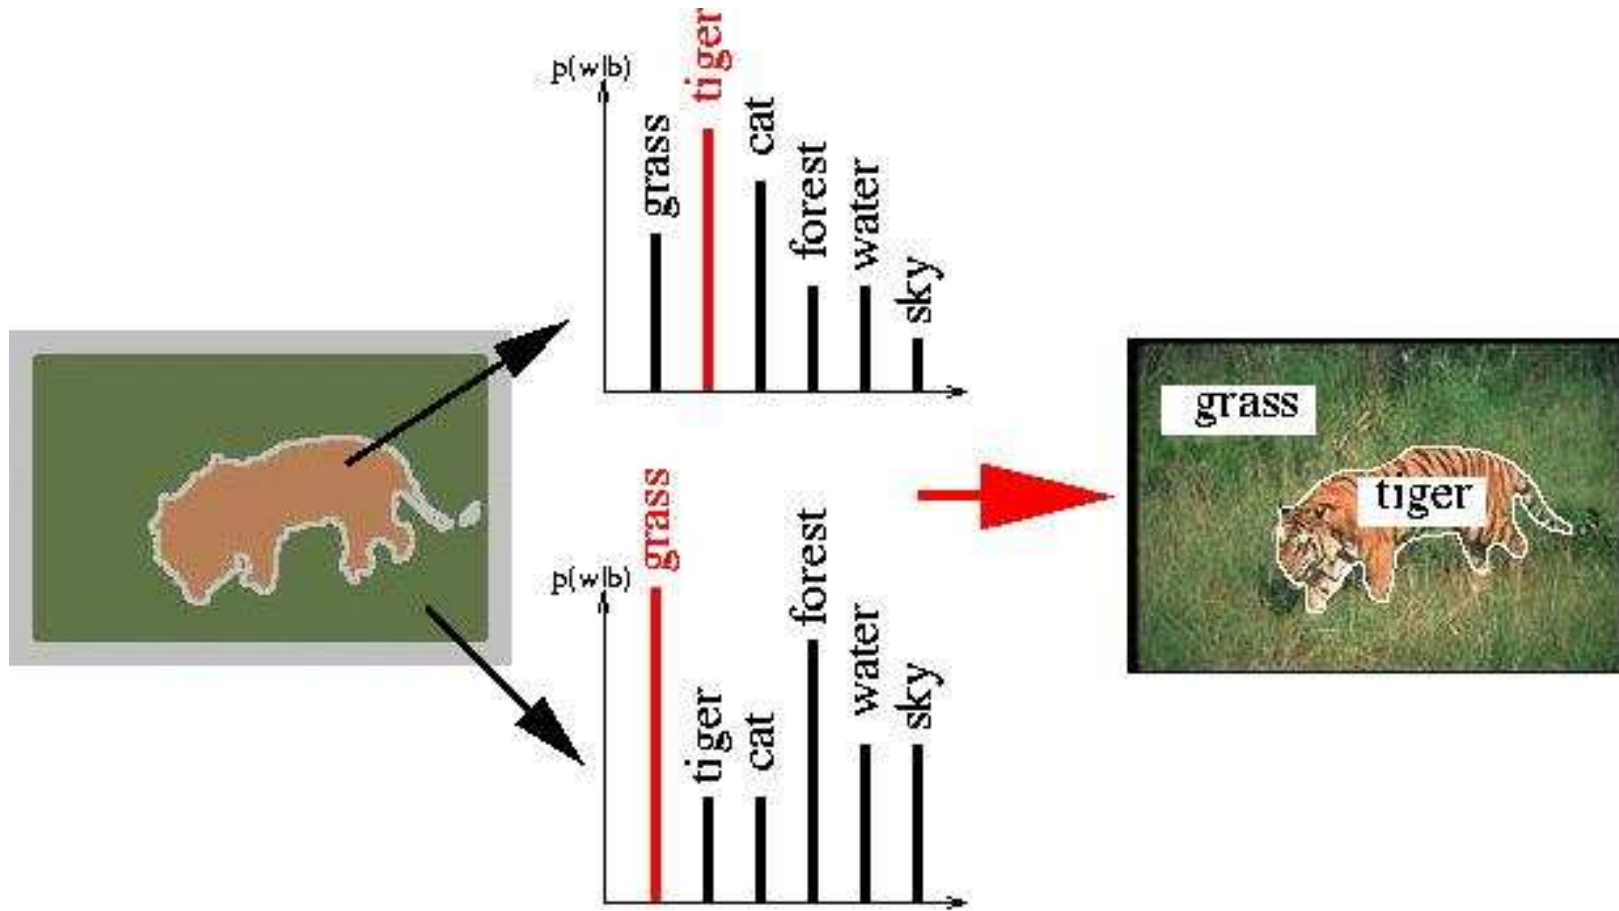 p(w|b)
grass
tiger
cat
forest
water
sky
p(w|b)
grass
tiger
cat
forest
water
sky
grass
tiger